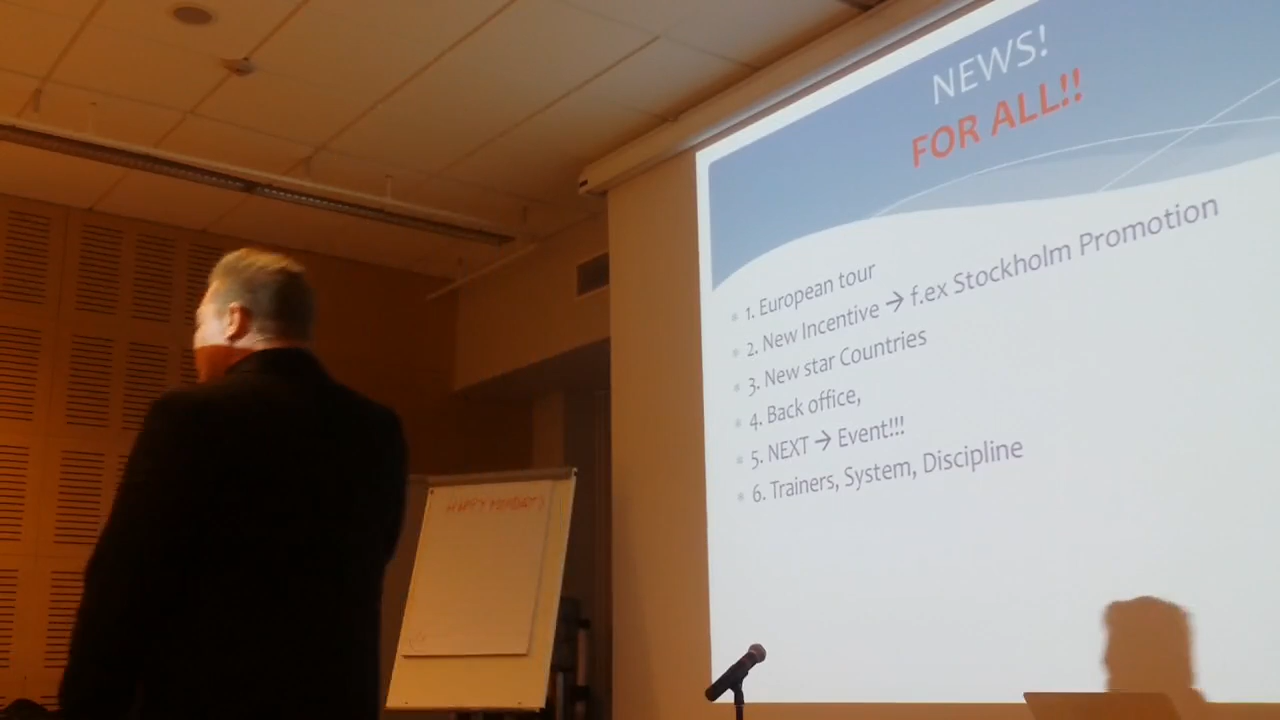 NEWS!
FOR ALL!!
1. European tour
2. New Incentive → f.ex Stockholm Promotion
3. New star Countries
4. Back office,
5. NEXT → Event!!!
6. Trainers, System, Discipline